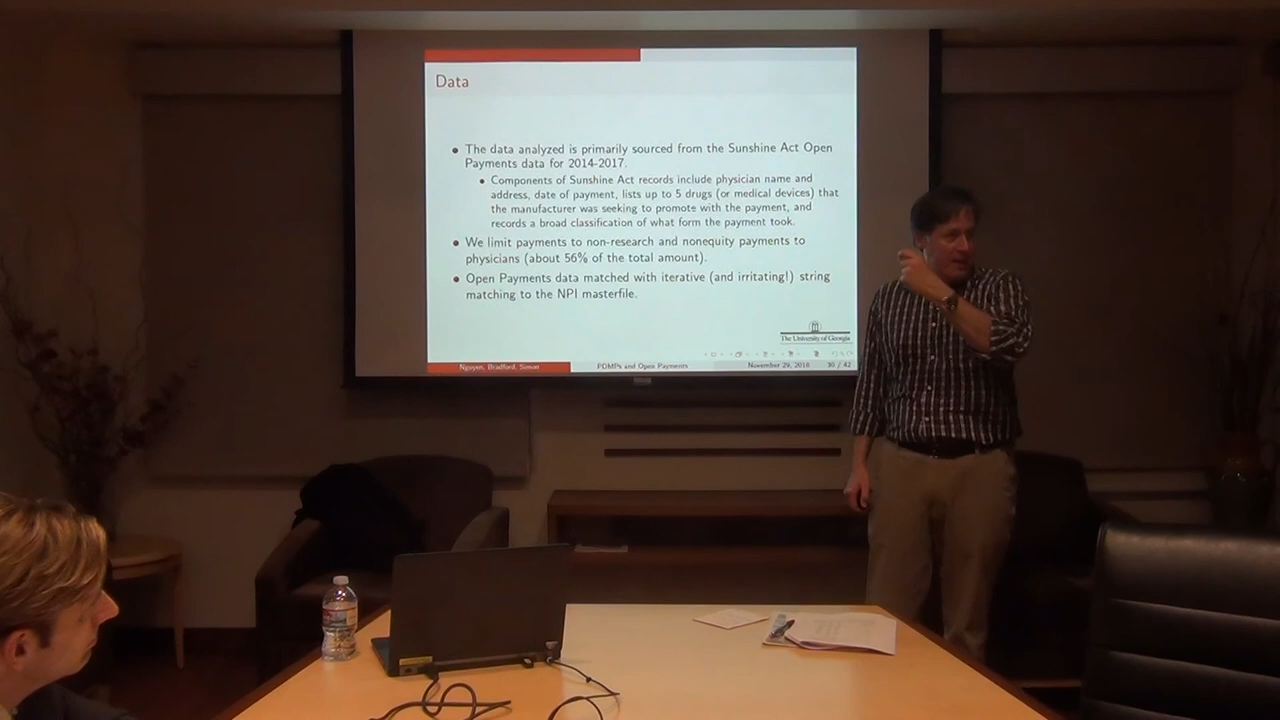 Data
The data analyzed is primarily sourced from the Sunshine Act Open
Payments data for 2014-2017.
Components of Sunshine Act records include physician name and
address, date of payment, lists up to 5 drugs (or medical devices) that
the manufacturer was seeking to promote with the payment, and
records a broad classification of what form the payment took.
We limit payments to non-research and nonequity payments to
physicians (about 56% of the total amount).
Open Payments data matched with iterative (and irritating!) string
matching to the NPI masterfile.
The University of Georgia
Nguyen, Bradford, Simon PDMPs and Open Payments November 29, 2018 30 / 42